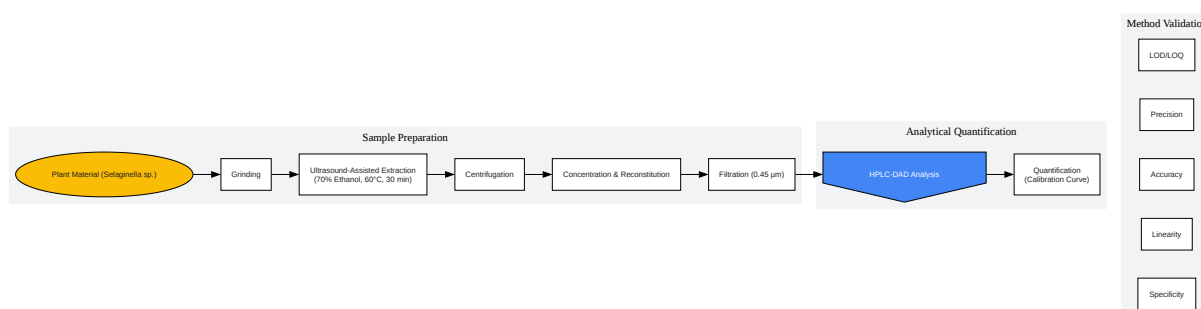 Sample Preparation
Plant Material (Selaginella sp.)
Grinding
Ultrasound-Assisted Extraction
(70% Ethanol, 60°C, 30 min)
Centrifugation
Concentration & Reconstitution
Filtration (0.45 µm)
Analytical Quantification
HPLC-DAD Analysis
Quantification
(Calibration Curve)
Method Validatio
LOD/LOQ
Precision
Accuracy
Linearity
Specificity